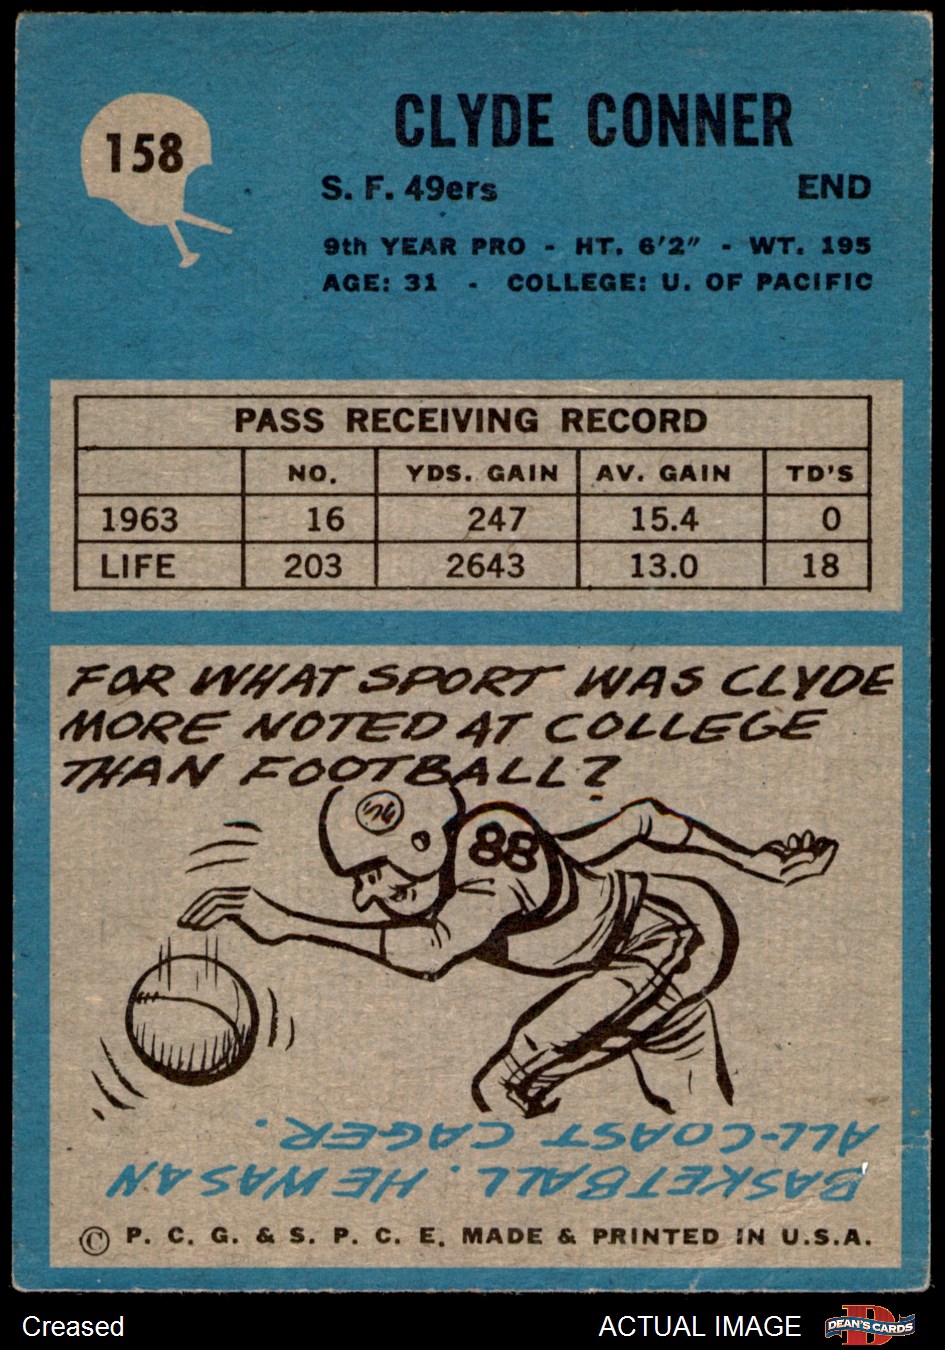 158
CLYDE CONNER
S. F. 49ers END
9th YEAR PRO - HT. 6'2" - WT. 195
AGE: 31 - COLLEGE: U. OF PACIFIC
PASS RECEIVING RECORD
NO. YDS. GAIN AV. GAIN TD'S
1963 16 247 15.4 0
LIFE 203 2643 13.0 18
FOR WHAT SPORT WAS CLYDE
MORE NOTED AT COLLEGE
THAN FOOTBALL?
88
BASKETBALL. HE WAS AN
ALL-COAST CAGER.
© P. C. G. & S. P. C. E. MADE & PRINTED IN U.S.A.
Creased ACTUAL IMAGE DEAN'S CARDS